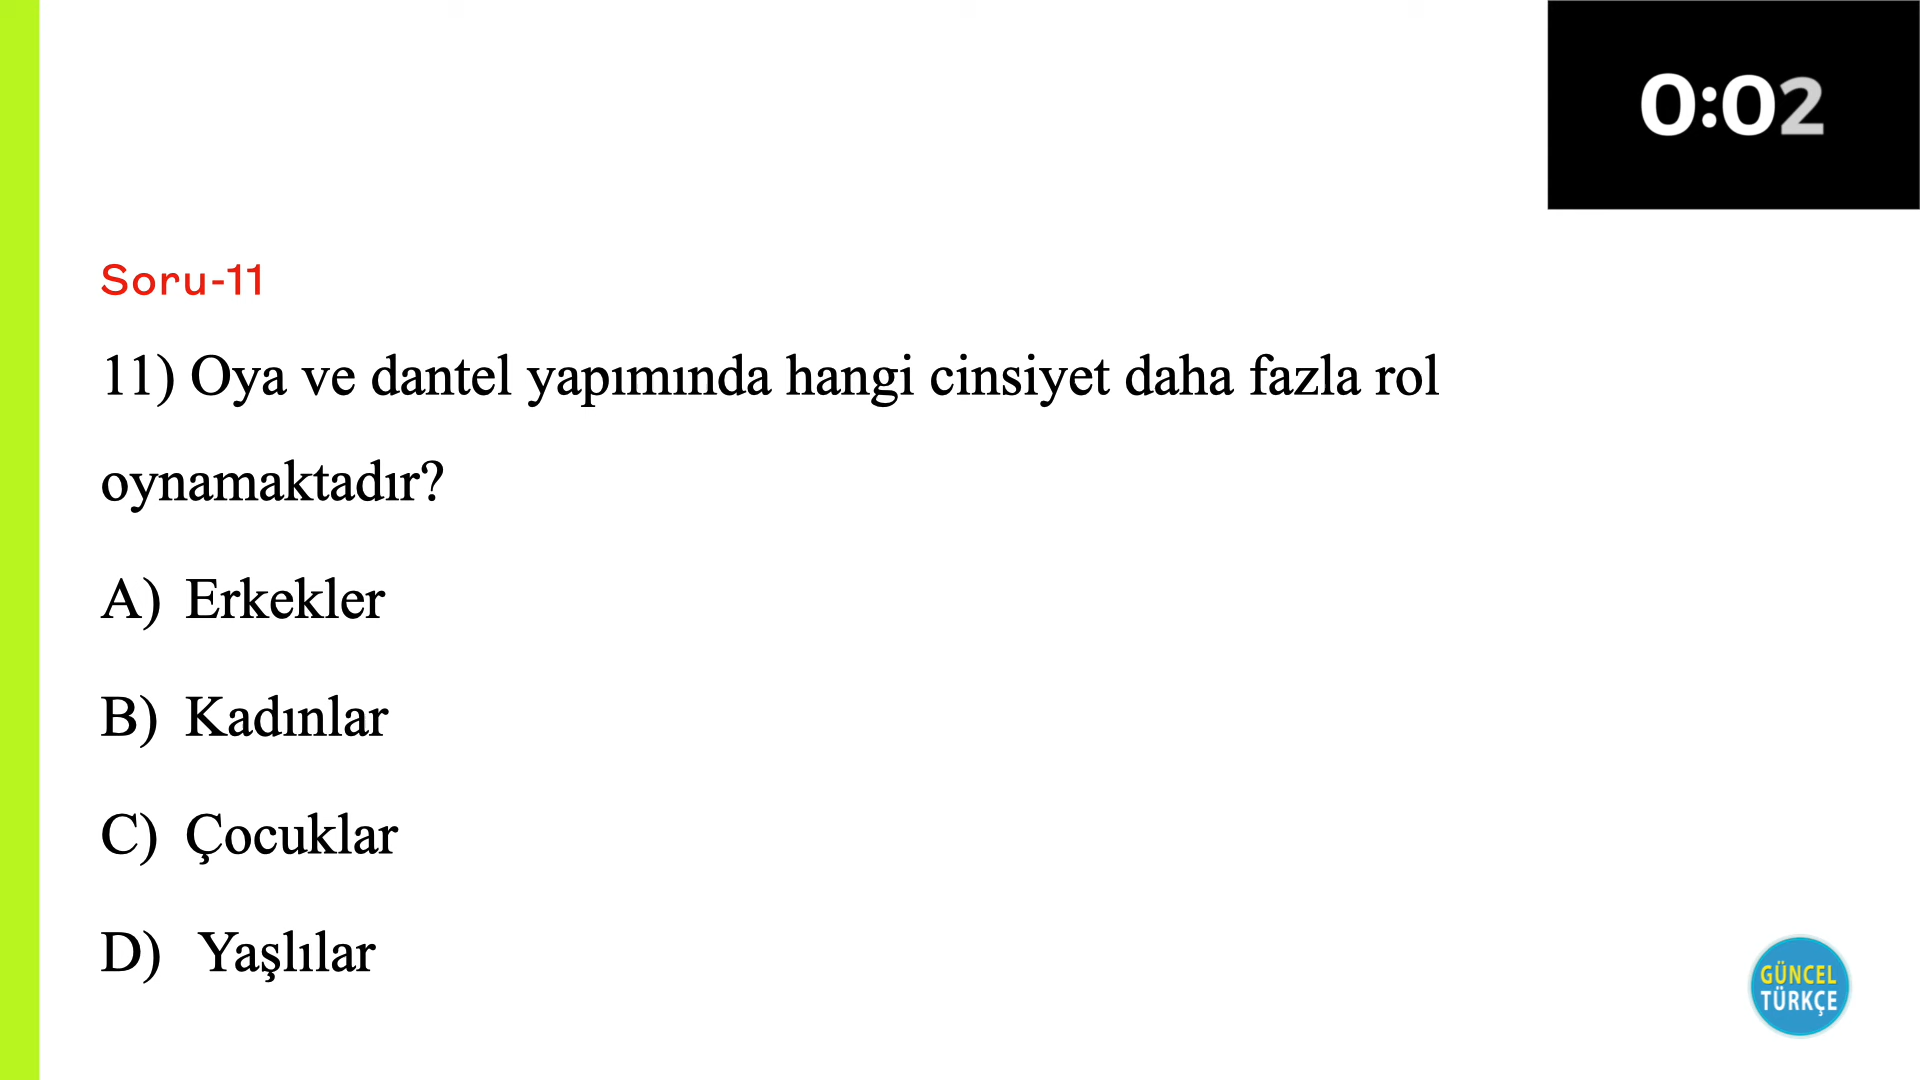 0:02
Soru-11
11) Oya ve dantel yapımında hangi cinsiyet daha fazla rol
oynamaktadır?
A) Erkekler
B) Kadınlar
C) Çocuklar
D) Yaşlılar
GÜNCEL
TÜRKÇE